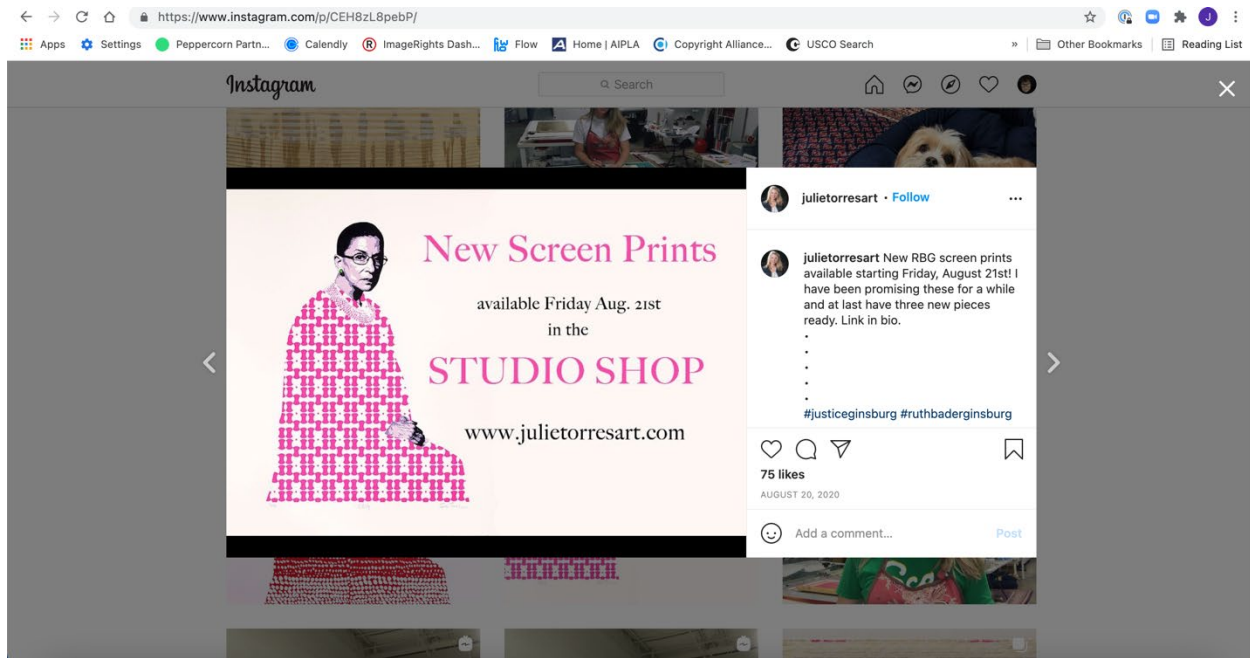 https://www.instagram.com/p/CEH8zL8pebP/
J
Apps Settings Peppercorn Partn... Calendly ImageRights Dash... Flow Home | AIPLA Copyright Alliance... USCO Search » Other Bookmarks Reading List
Instagram Search
New Screen Prints
available Friday Aug. 21st
in the
STUDIO SHOP
www.julietorresart.com
julietorresart • Follow
julietorresart New RBG screen prints
available starting Friday, August 21st! I
have been promising these for a while
and at last have three new pieces
ready. Link in bio.
.
.
.
.
.
#justiceginsburg #ruthbaderginsburg
75 likes
AUGUST 20, 2020
Add a comment... Post